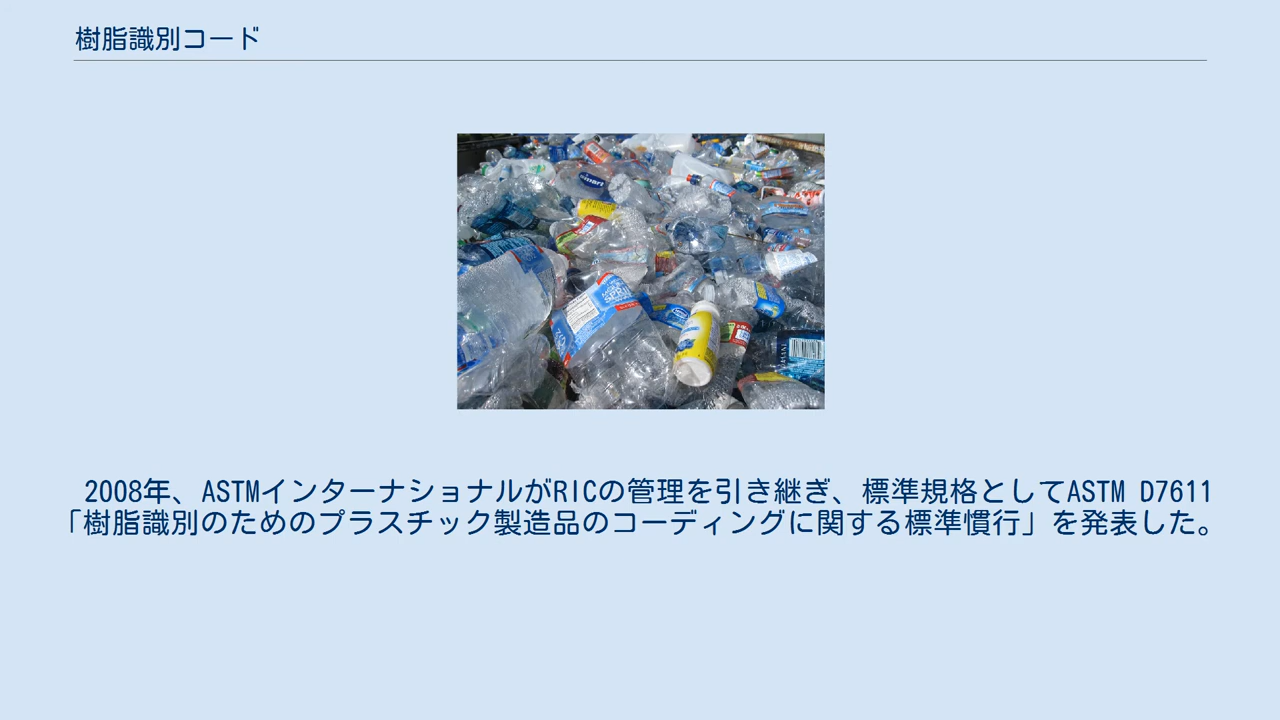 樹脂識別コード
2008年、ASTMインターナショナルがRICの管理を引き継ぎ、標準規格としてASTM D7611
「樹脂識別のためのプラスチック製造品のコーディングに関する標準慣行」を発表した。